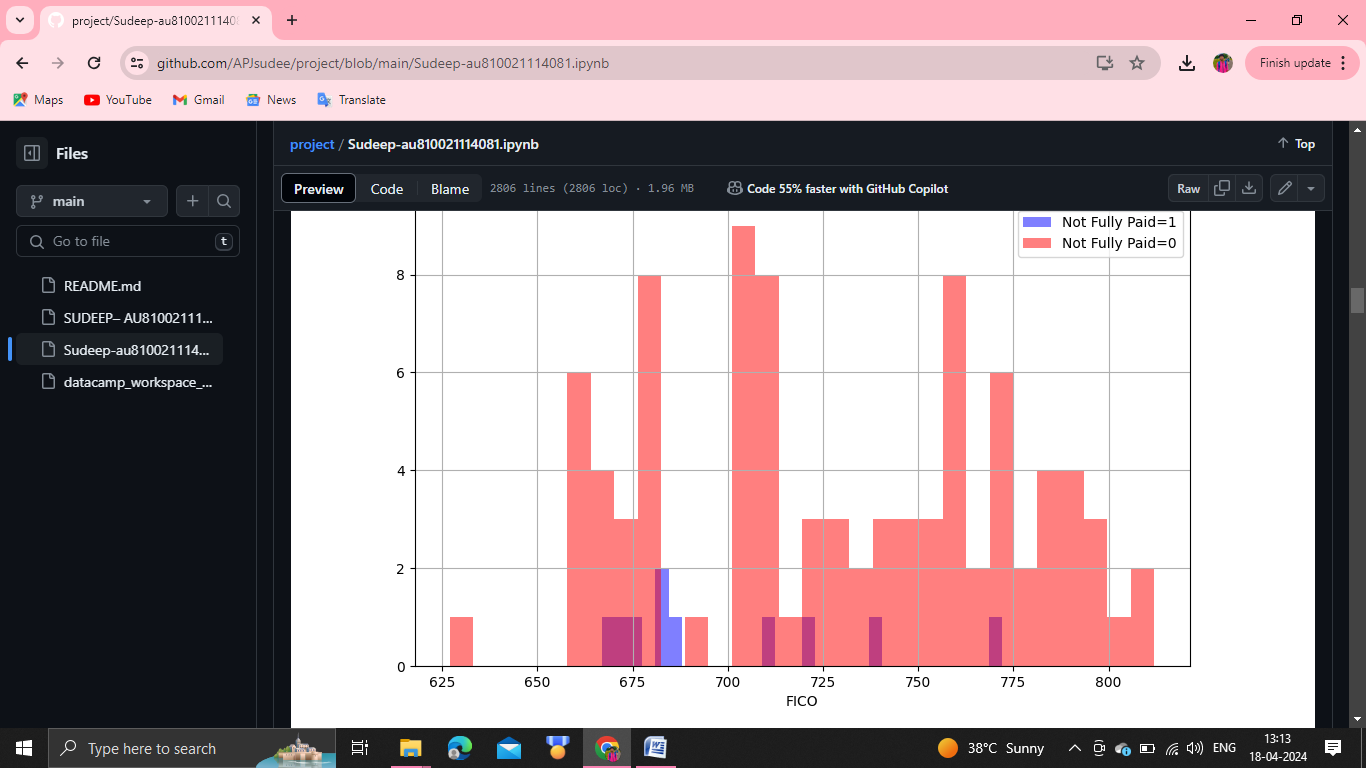 project/Sudeep-au8100211140
github.com/APJsudee/project/blob/main/Sudeep-au810021114081.ipynb
Finish update
Maps
YouTube
Gmail
News
Translate
Files
project / Sudeep-au810021114081.ipynb
Top
main
Preview
Code
Blame
2806 lines (2806 loc) · 1.96 MB
Code 55% faster with GitHub Copilot
Raw
Go to file
t
README.md
SUDEEP– AU81002111...
Sudeep-au810021114...
datacamp_workspace_...
Not Fully Paid=1
Not Fully Paid=0
8
6
4
2
0
625 650 675 700 725 750 775 800
FICO
Type here to search
38°C Sunny
ENG
13:13
18-04-2024